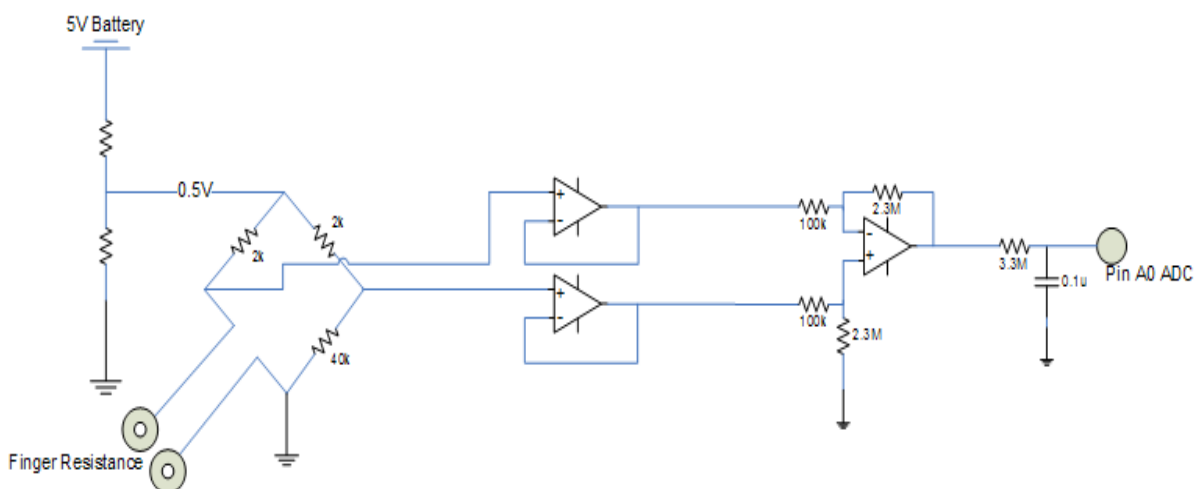 5V Battery
0.5V
2k
2k
40k
Finger Resistance
+
-
+
-
100k
100k
2.3M
-
+
2.3M
3.3M
0.1u
Pin A0 ADC